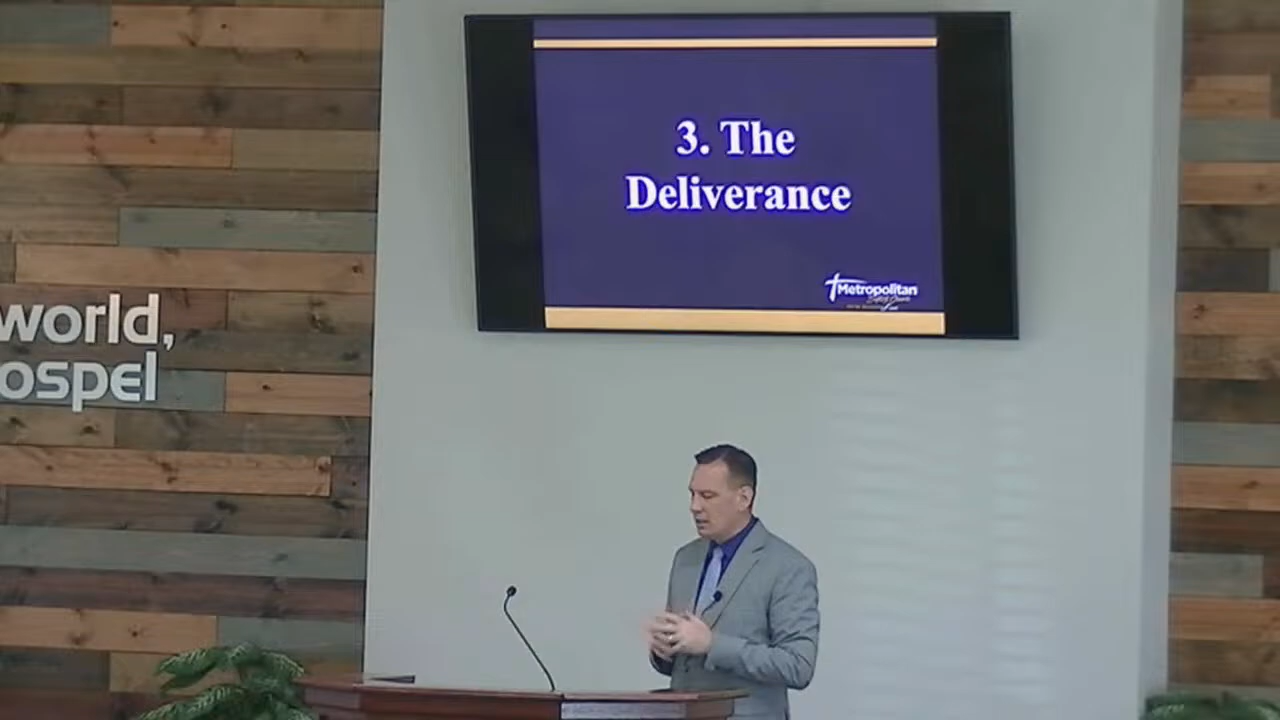 3. The
Deliverance
Metropolitan
world,
ospel